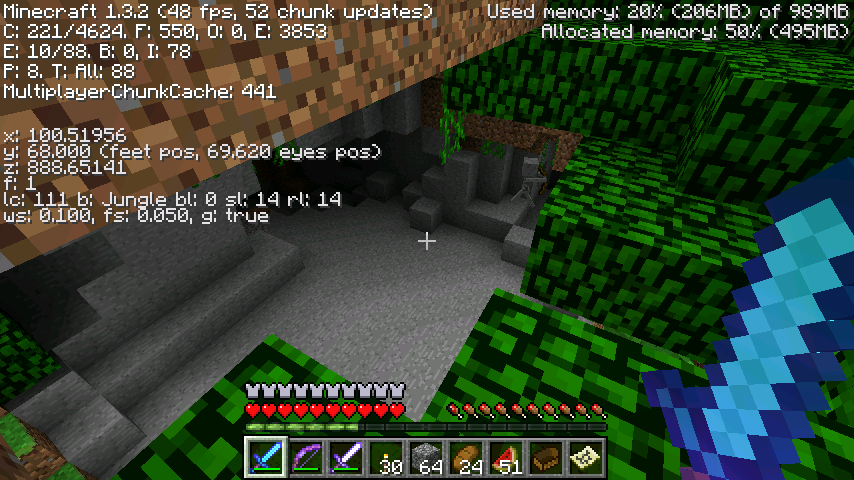 Minecraft 1.3.2 (48 fps, 52 chunk updates)
Used memory: 20% (206MB) of 989MB
C: 221/4624, F: 550, O: 0, E: 3853
Allocated memory: 50% (495MB)
E: 10/88, B: 0, I: 78
P: 8, T: All: 88
MultiplayerChunkCache: 441
x: 100.51956
y: 68.000 (feet pos, 69.620 eyes pos)
z: 888.65141
f: 1
lc: 111 b: Jungle bl: 0 sl: 14 rl: 14
ws: 0.100, fs: 0.050, g: true
30 64 24 51